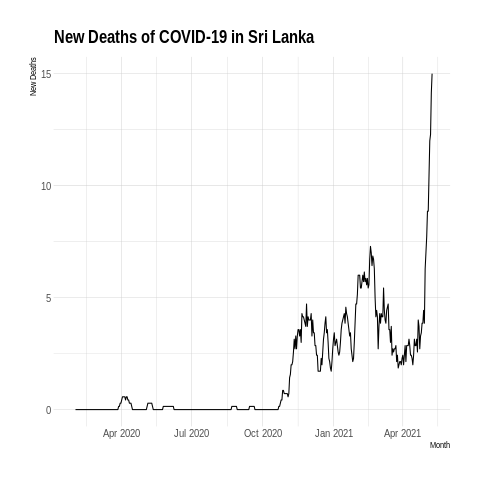 New Deaths of COVID-19 in Sri Lanka
New Deaths
15
10
5
0
Apr 2020 Jul 2020 Oct 2020 Jan 2021 Apr 2021
Month